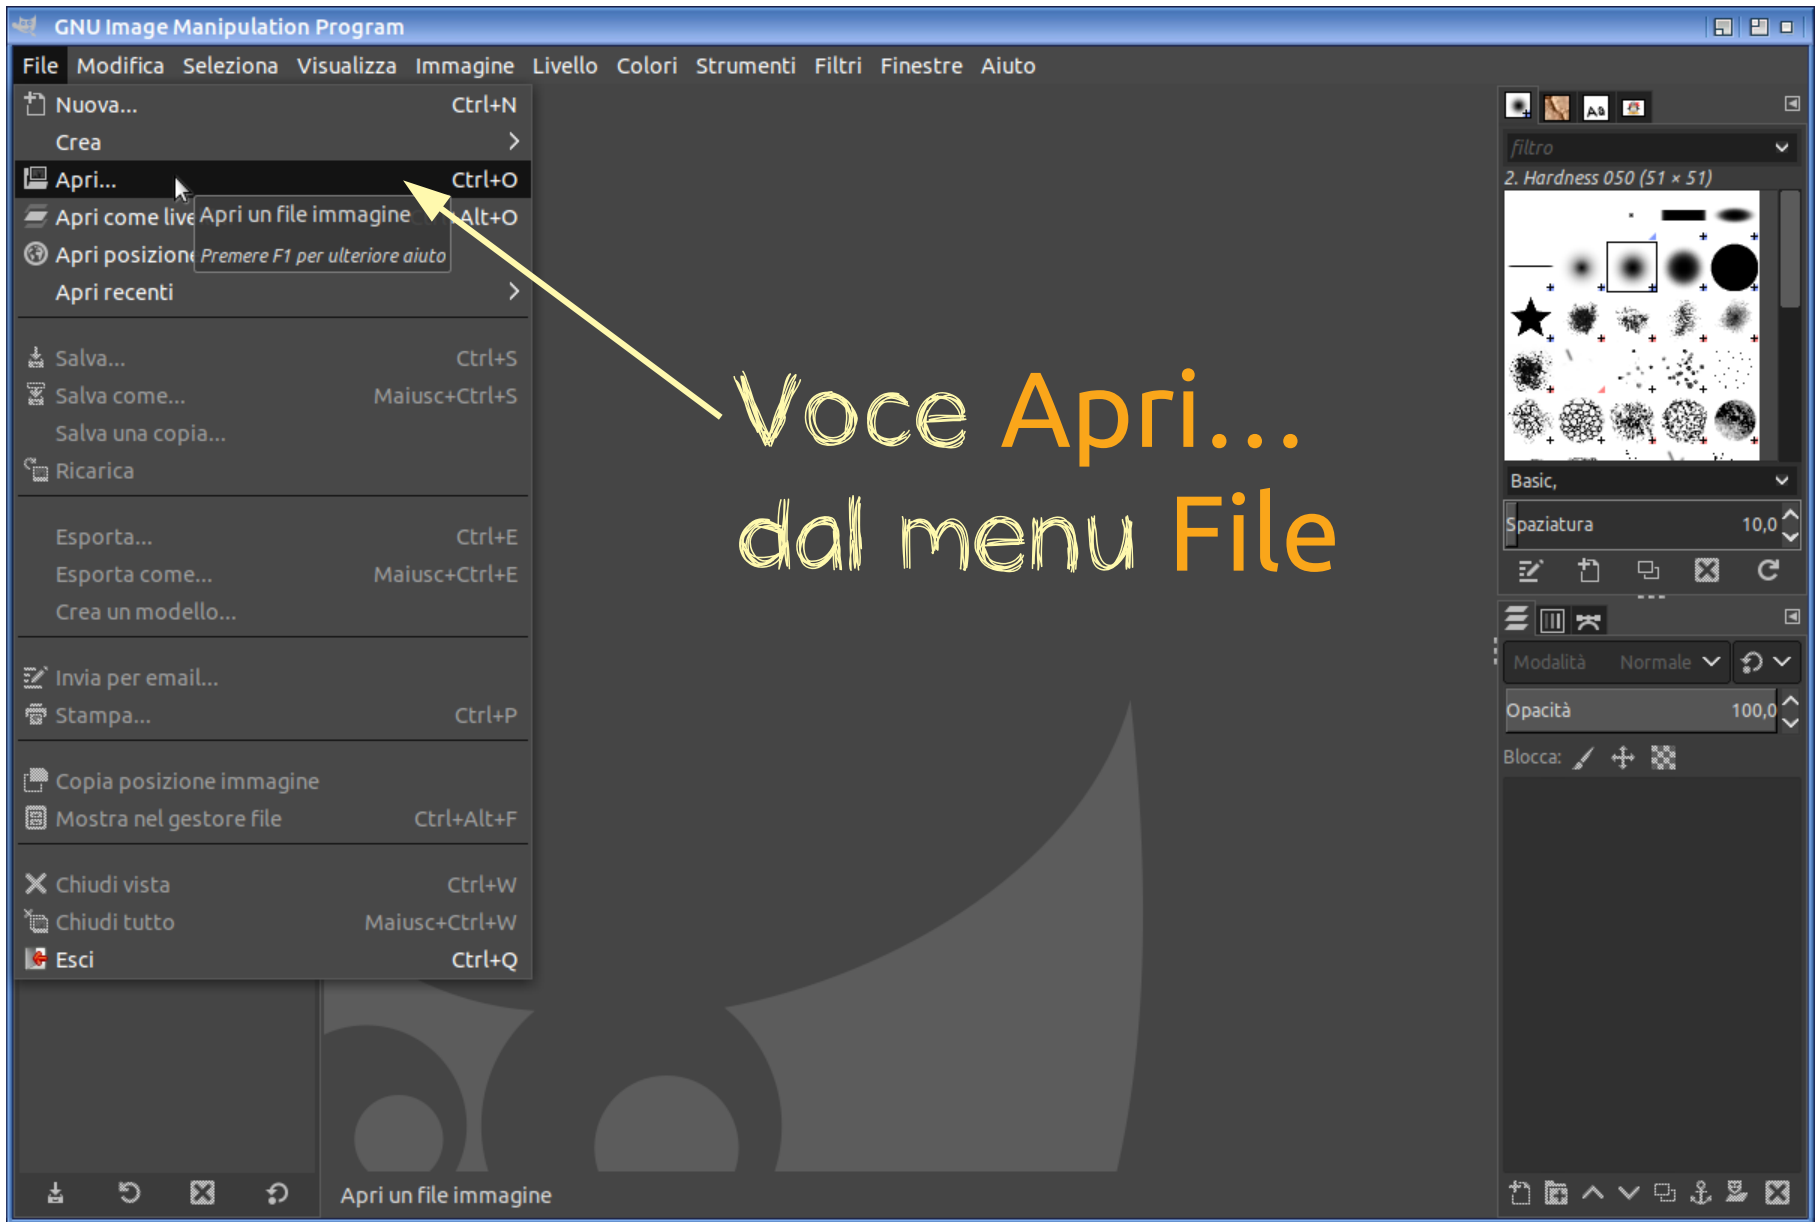 GNU Image Manipulation Program
File Modifica Seleziona Visualizza Immagine Livello Colori Strumenti Filtri Finestre Aiuto
Nuova... Ctrl+N
Crea
Apri... Ctrl+O
Apri come live Alt+O
Apri un file immagine
Apri posizione
Premere F1 per ulteriore aiuto
Apri recenti
Salva... Ctrl+S
Salva come... Maiusc+Ctrl+S
Salva una copia...
Ricarica
Esporta... Ctrl+E
Esporta come... Maiusc+Ctrl+E
Crea un modello...
Invia per email...
Stampa... Ctrl+P
Copia posizione immagine
Mostra nel gestore file Ctrl+Alt+F
Chiudi vista Ctrl+W
Chiudi tutto Maiusc+Ctrl+W
Esci Ctrl+Q
Voce Apri...
dal menu File
filtro
2. Hardness 050 (51 × 51)
Basic,
Spaziatura 10,0
Modalità Normale
Opacità 100,0
Blocca:
Apri un file immagine